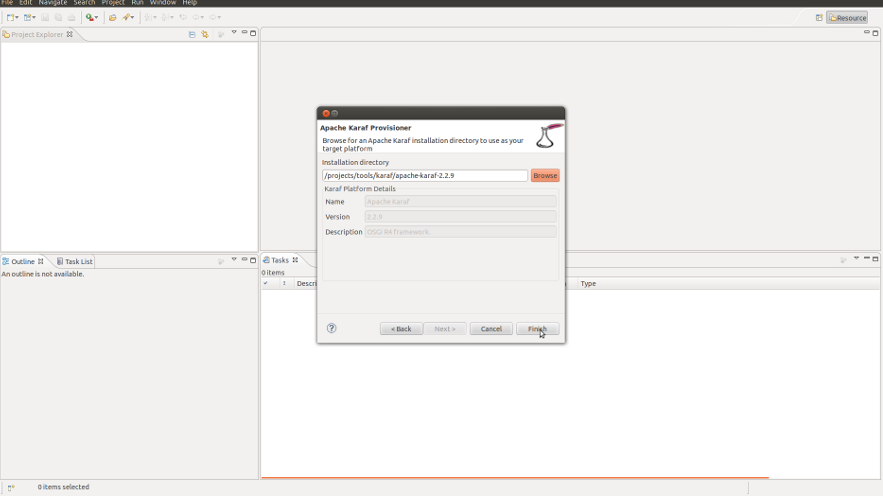 File Edit Navigate Search Project Run Window Help
Resource
Project Explorer
Apache Karaf Provisioner
Browse for an Apache Karaf installation directory to use as your
target platform
Installation directory
/projects/tools/karaf/apache-karaf-2.2.9
Browse
Karaf Platform Details
Name Apache Karaf
Version 2.2.9
Description OSGi R4 framework.
< Back Next > Cancel Finish
Outline Task List
An outline is not available.
Tasks
0 items
! Descri Type
0 items selected